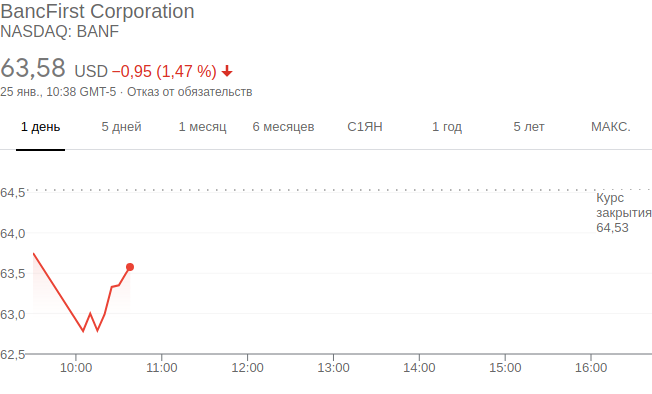 BancFirst Corporation
NASDAQ: BANF
63,58 USD −0,95 (1,47 %)
25 янв., 10:38 GMT-5 · Отказ от обязательств
1 день 5 дней 1 месяц 6 месяцев С1ЯН 1 год 5 лет МАКС.
64,5
Курс
закрытия
64,53
64,0
63,5
63,0
62,5
10:00 11:00 12:00 13:00 14:00 15:00 16:00